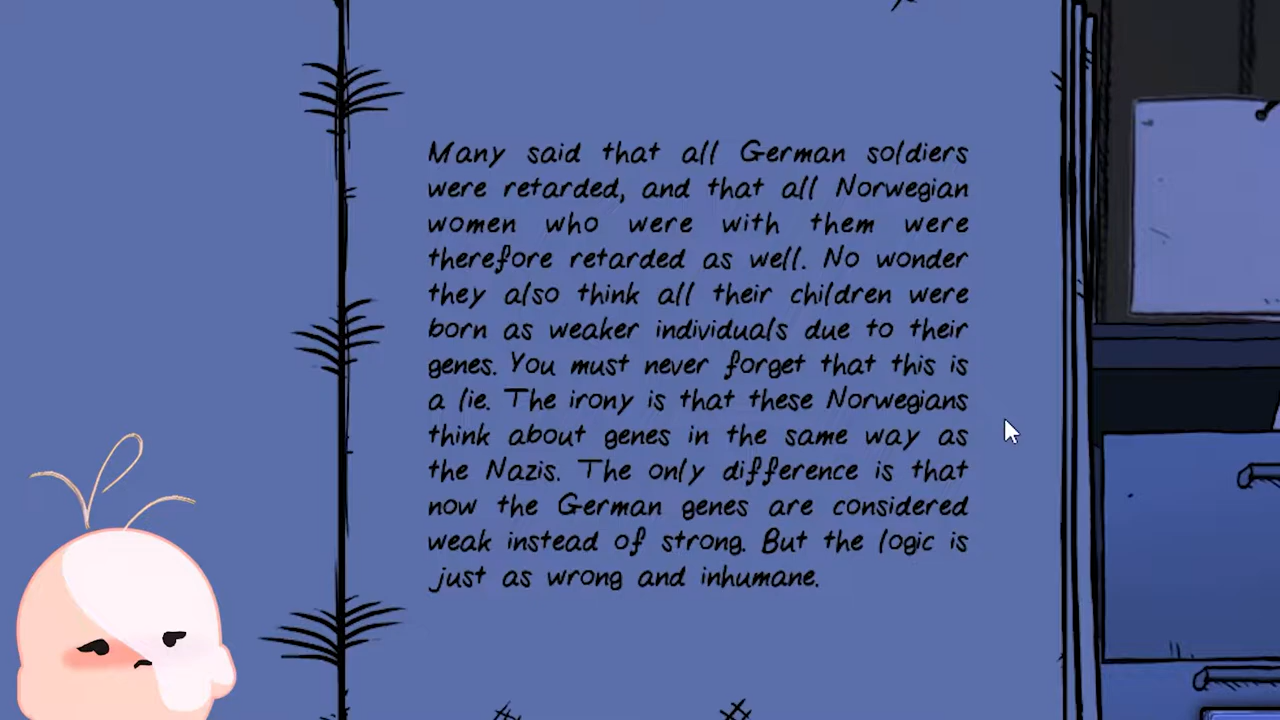 Many said that all German soldiers
were retarded, and that all Norwegian
women who were with them were
therefore retarded as well. No wonder
they also think all their children were
born as weaker individuals due to their
genes. You must never forget that this is
a lie. The irony is that these Norwegians
think about genes in the same way as
the Nazis. The only difference is that
now the German genes are considered
weak instead of strong. But the logic is
just as wrong and inhumane.